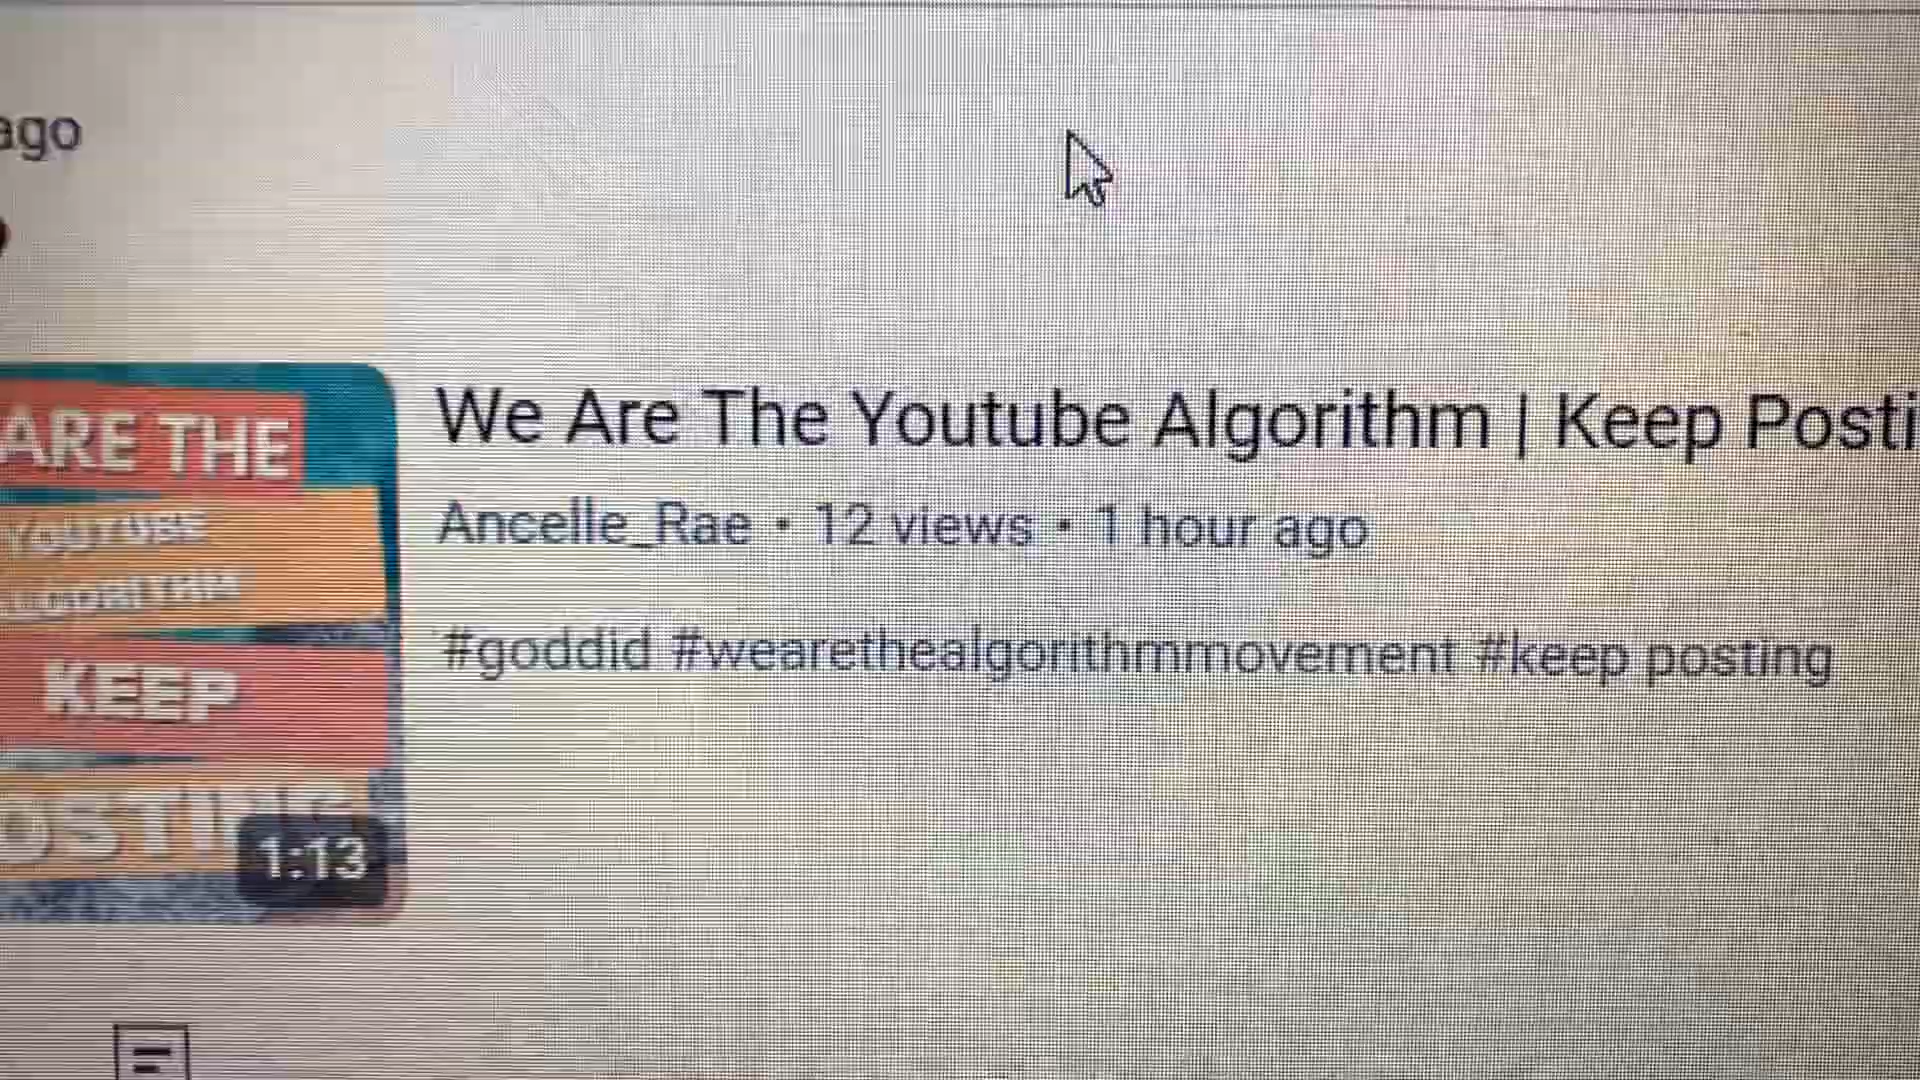 ago
ARE THE
YOUTUBE
KEEP
1:13
We Are The Youtube Algorithm | Keep Posti
Ancelle_Rae • 12 views • 1 hour ago
#goddid #wearethealgorithmmovement #keep posting